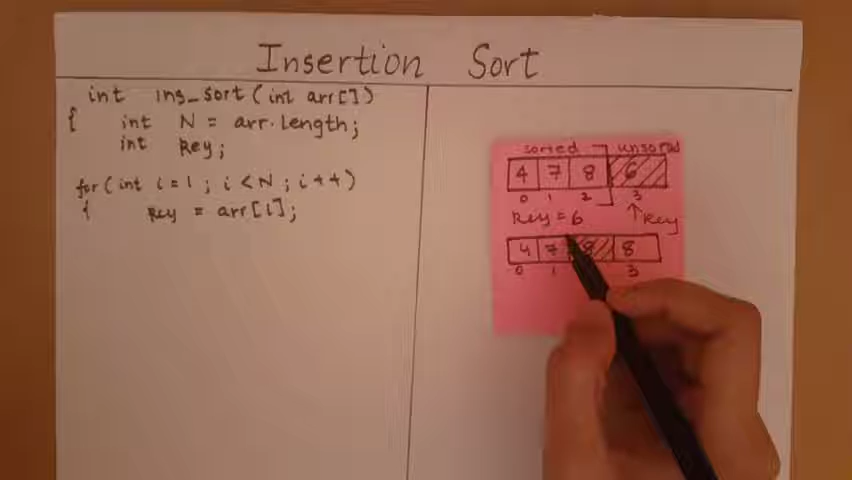 Insertion Sort
int ins_sort(int arr[])
{ int N = arr.length;
int key;
for(int i=1; i<N; i++)
{ key = arr[i];
sorted unsorted
4 7 8 6
0 1 2 3
key = 6 ↑key
4 7 8 8
0 1 3